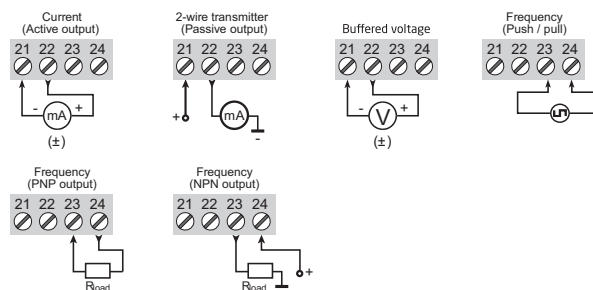 Current
(Active output)
21 22 23 24
- mA +
(±)
2-wire transmitter
(Passive output)
21 22 23 24
+ mA
-
Buffered voltage
21 22 23 24
- V +
(±)
Frequency
(Push / pull)
21 22 23 24
Frequency
(PNP output)
21 22 23 24
Rload
Frequency
(NPN output)
21 22 23 24
+
Rload